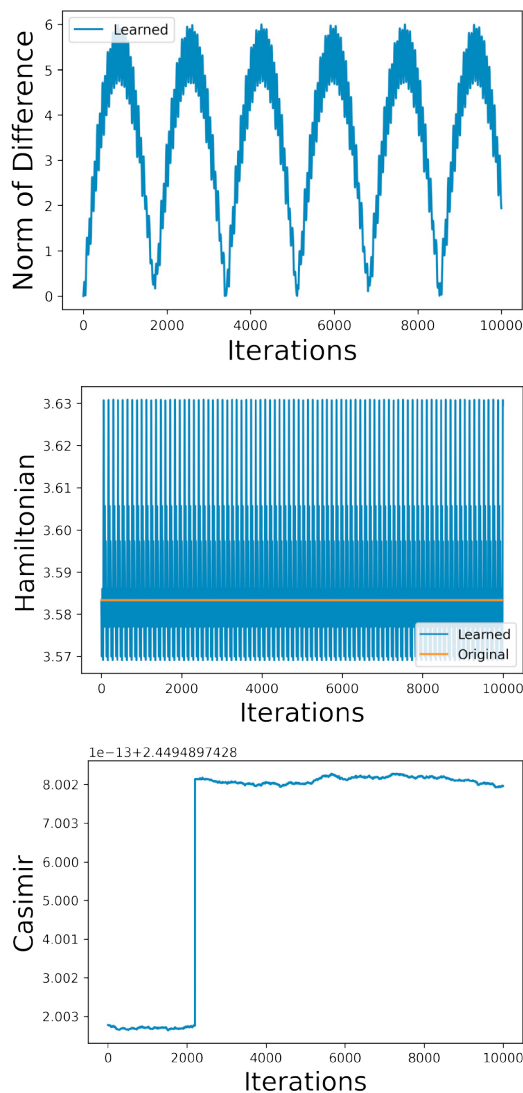 Learned
6
5
4
3
2
1
0
Norm of Difference
0 2000 4000 6000 8000 10000
Iterations
3.63
3.62
3.61
3.60
3.59
3.58
3.57
Hamiltonian
Learned
Original
0 2000 4000 6000 8000 10000
Iterations
1e−13+2.4494897428
8.002
7.003
6.000
4.001
3.002
2.003
Casimir
0 2000 4000 6000 8000 10000
Iterations